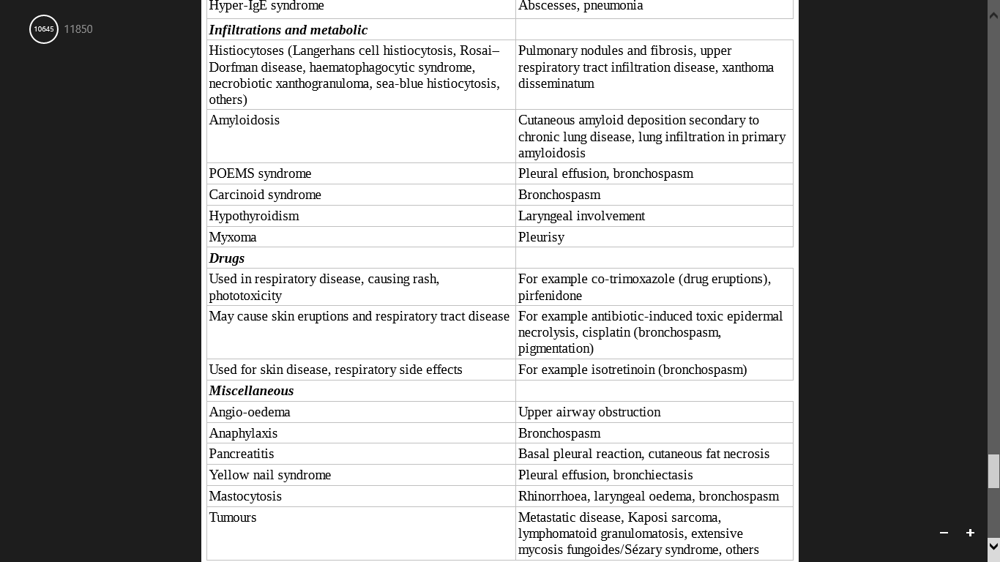 10645 11850
Hyper-IgE syndrome
Abscesses, pneumonia
Infiltrations and metabolic
Histiocytoses (Langerhans cell histiocytosis, Rosai–
Dorfman disease, haematophagocytic syndrome,
necrobiotic xanthogranuloma, sea-blue histiocytosis,
others)
Pulmonary nodules and fibrosis, upper
respiratory tract infiltration disease, xanthoma
disseminatum
Amyloidosis
Cutaneous amyloid deposition secondary to
chronic lung disease, lung infiltration in primary
amyloidosis
POEMS syndrome
Pleural effusion, bronchospasm
Carcinoid syndrome
Bronchospasm
Hypothyroidism
Laryngeal involvement
Myxoma
Pleurisy
Drugs
Used in respiratory disease, causing rash,
phototoxicity
For example co-trimoxazole (drug eruptions),
pirfenidone
May cause skin eruptions and respiratory tract disease
For example antibiotic-induced toxic epidermal
necrolysis, cisplatin (bronchospasm,
pigmentation)
Used for skin disease, respiratory side effects
For example isotretinoin (bronchospasm)
Miscellaneous
Angio-oedema
Upper airway obstruction
Anaphylaxis
Bronchospasm
Pancreatitis
Basal pleural reaction, cutaneous fat necrosis
Yellow nail syndrome
Pleural effusion, bronchiectasis
Mastocytosis
Rhinorrhoea, laryngeal oedema, bronchospasm
Tumours
Metastatic disease, Kaposi sarcoma,
lymphomatoid granulomatosis, extensive
mycosis fungoides/Sézary syndrome, others